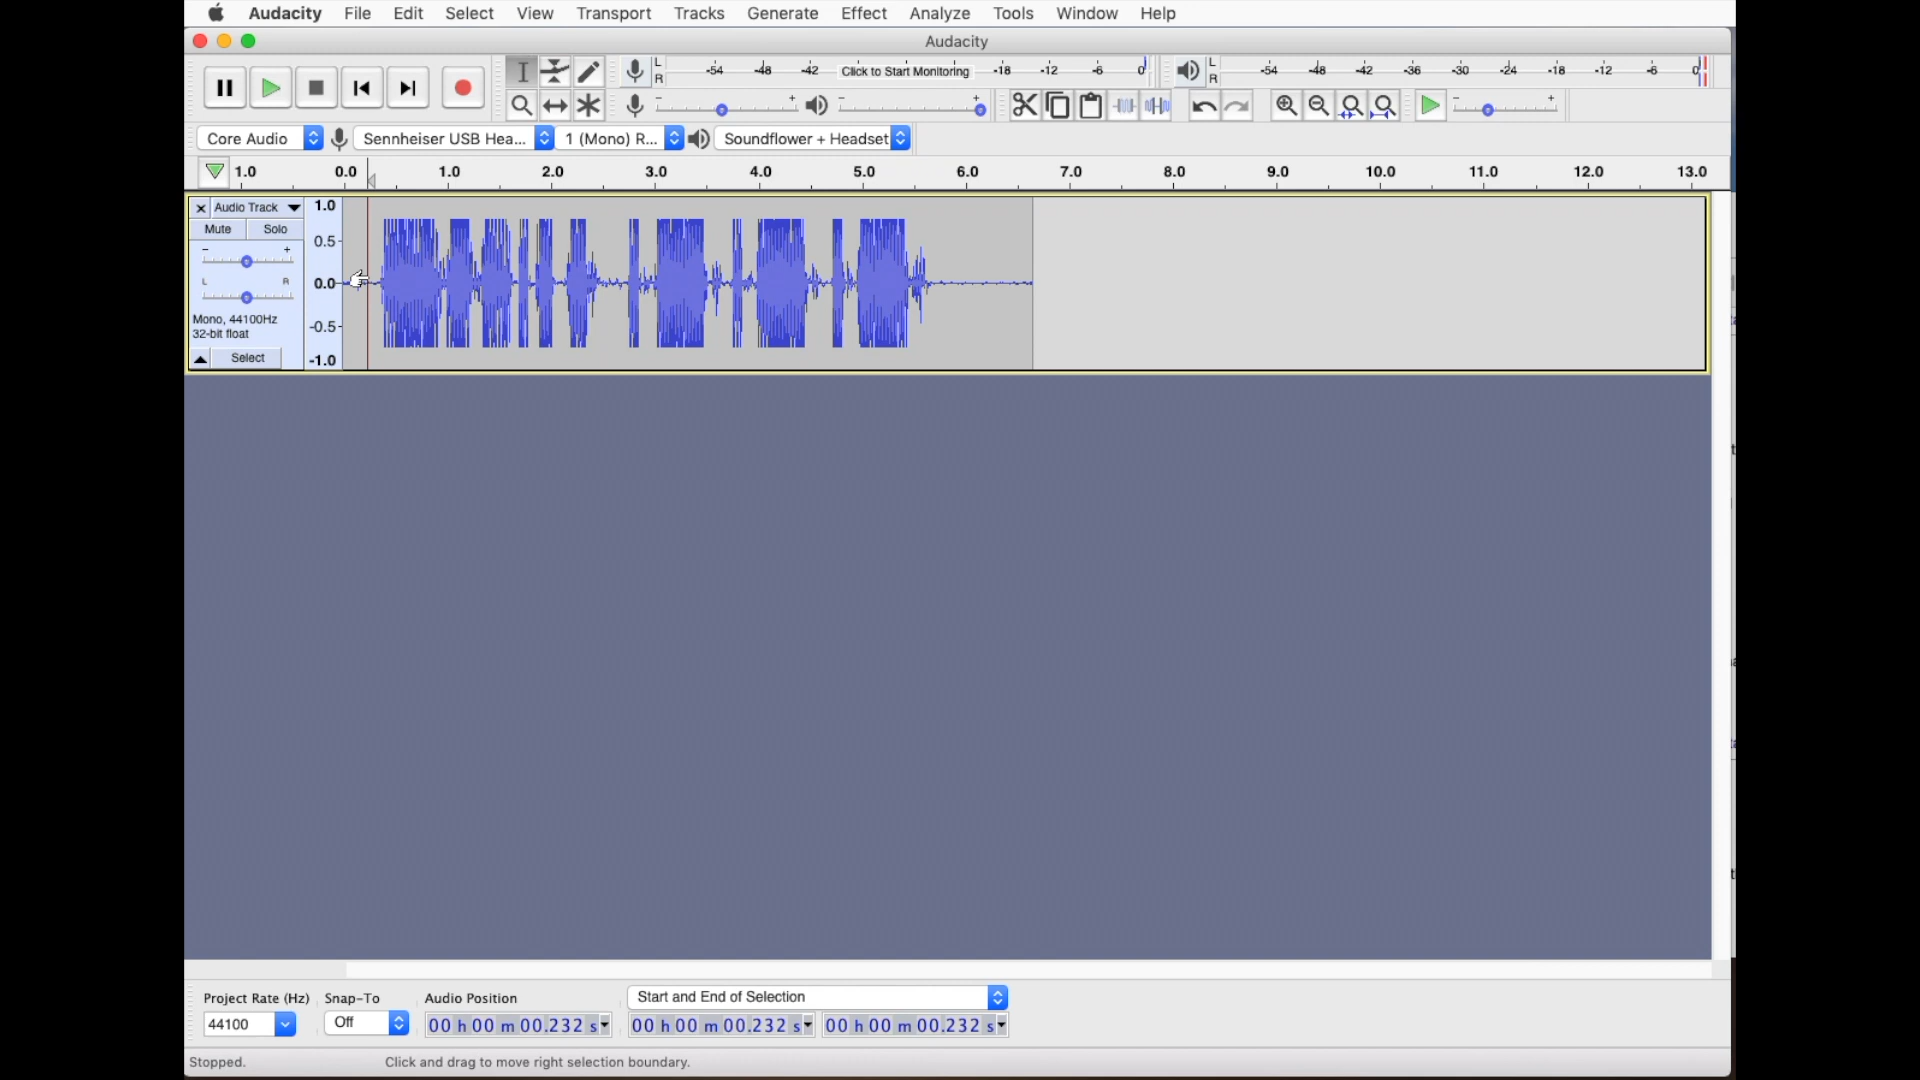 Audacity File Edit Select View Transport Tracks Generate Effect Analyze Tools Window Help
Audacity
L R -54 -48 -42 Click to Start Monitoring -18 -12 -6 0 L R -54 -48 -42 -36 -30 -24 -18 -12 -6 0
- + - + - +
Core Audio Sennheiser USB Hea... 1 (Mono) R... Soundflower + Headset
1.0 0.0 1.0 2.0 3.0 4.0 5.0 6.0 7.0 8.0 9.0 10.0 11.0 12.0 13.0
x Audio Track 1.0
Mute Solo
- + 0.5
L R 0.0
Mono, 44100Hz -0.5
32-bit float
Select -1.0
Project Rate (Hz) Snap-To Audio Position Start and End of Selection
44100 Off 00 h 00 m 00.232 s 00 h 00 m 00.232 s 00 h 00 m 00.232 s
Stopped. Click and drag to move right selection boundary.